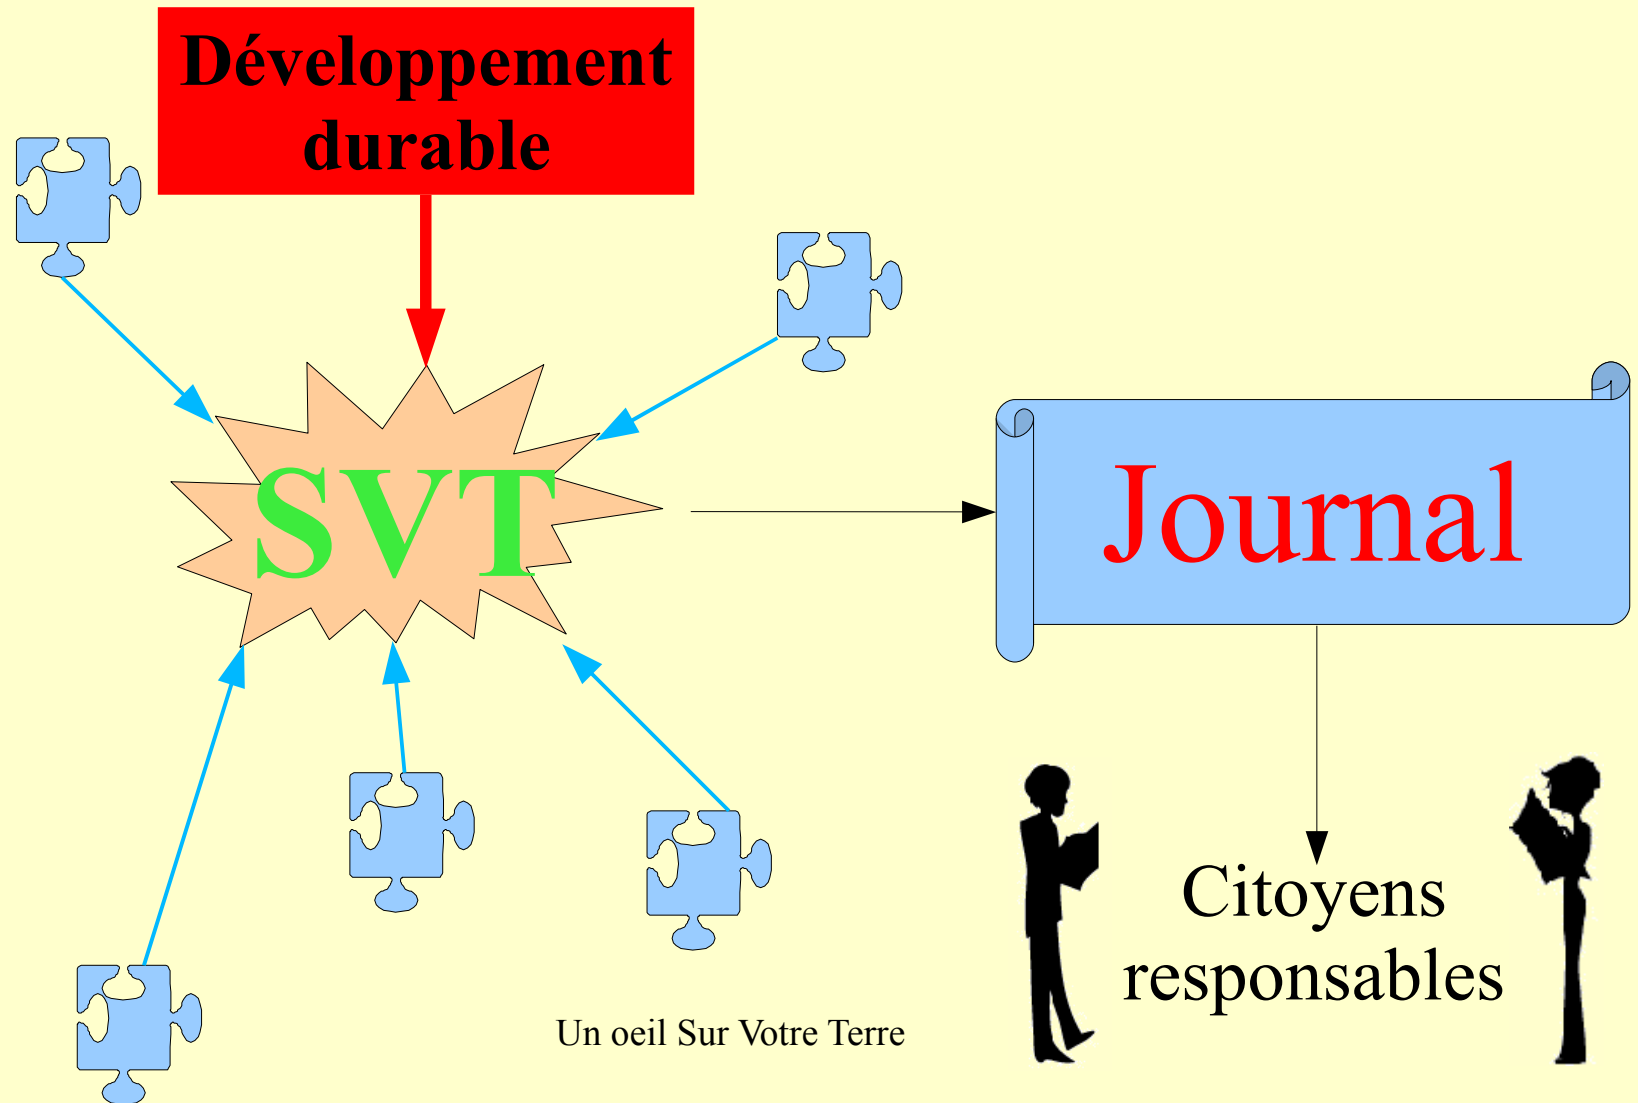 Développement
durable
SVT
Journal
Citoyens
responsables
Un oeil Sur Votre Terre